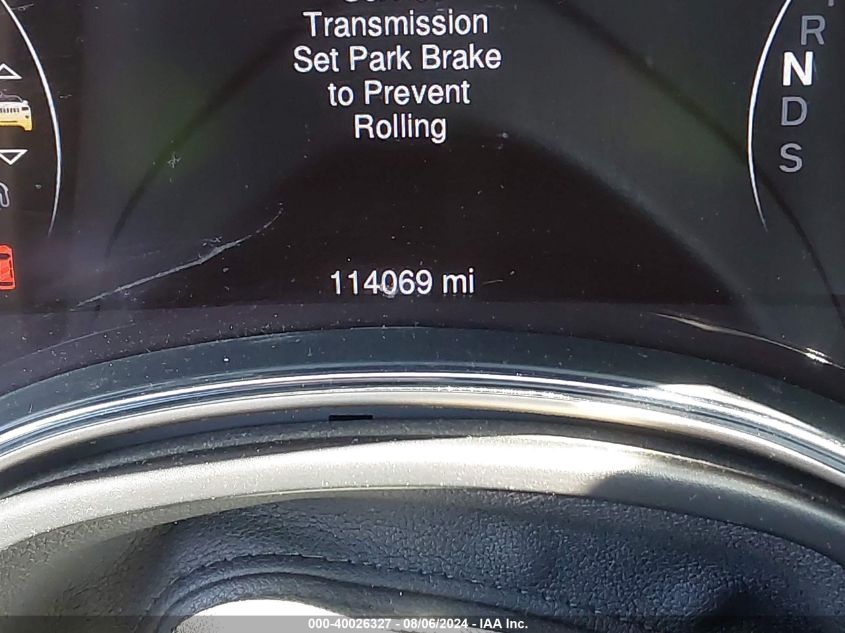 Transmission
Set Park Brake
to Prevent
Rolling
R
N
D
S
114069 mi
000-40026327 - 08/06/2024 - IAA Inc.